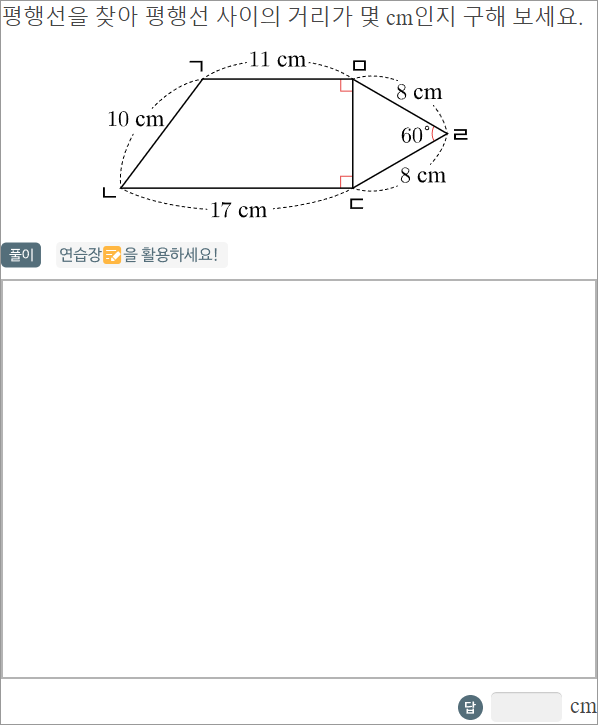 평행선을 찾아 평행선 사이의 거리가 몇 cm인지 구해 보세요.
ㄱ 11 cm ㅁ
8 cm
10 cm
60° ㄹ
8 cm
ㄴ 17 cm ㄷ
풀이 연습장을 활용하세요!
답 cm